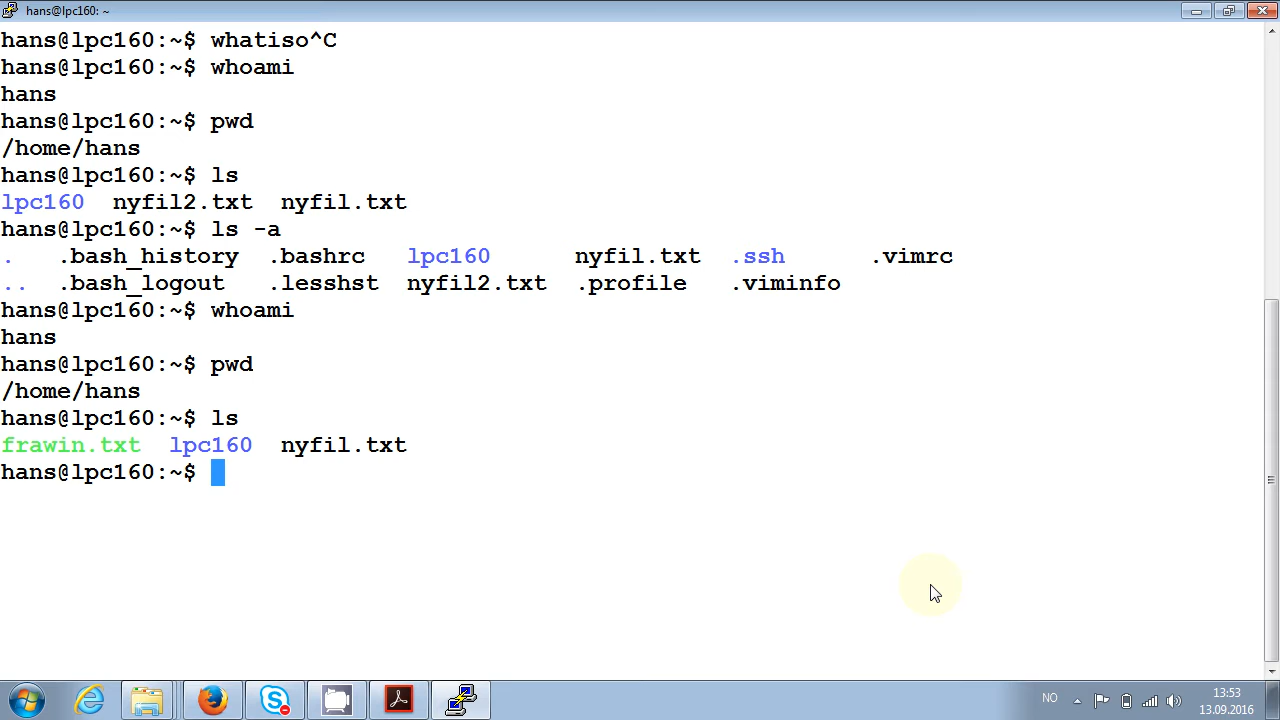 hans@lpc160: ~
hans@lpc160:~$ whatiso^C
hans@lpc160:~$ whoami
hans
hans@lpc160:~$ pwd
/home/hans
hans@lpc160:~$ ls
lpc160  nyfil2.txt  nyfil.txt
hans@lpc160:~$ ls -a
.   .bash_history  .bashrc   lpc160      nyfil.txt  .ssh      .vimrc
..  .bash_logout   .lesshst  nyfil2.txt  .profile   .viminfo
hans@lpc160:~$ whoami
hans
hans@lpc160:~$ pwd
/home/hans
hans@lpc160:~$ ls
frawin.txt  lpc160  nyfil.txt
hans@lpc160:~$
NO
13:53
13.09.2016